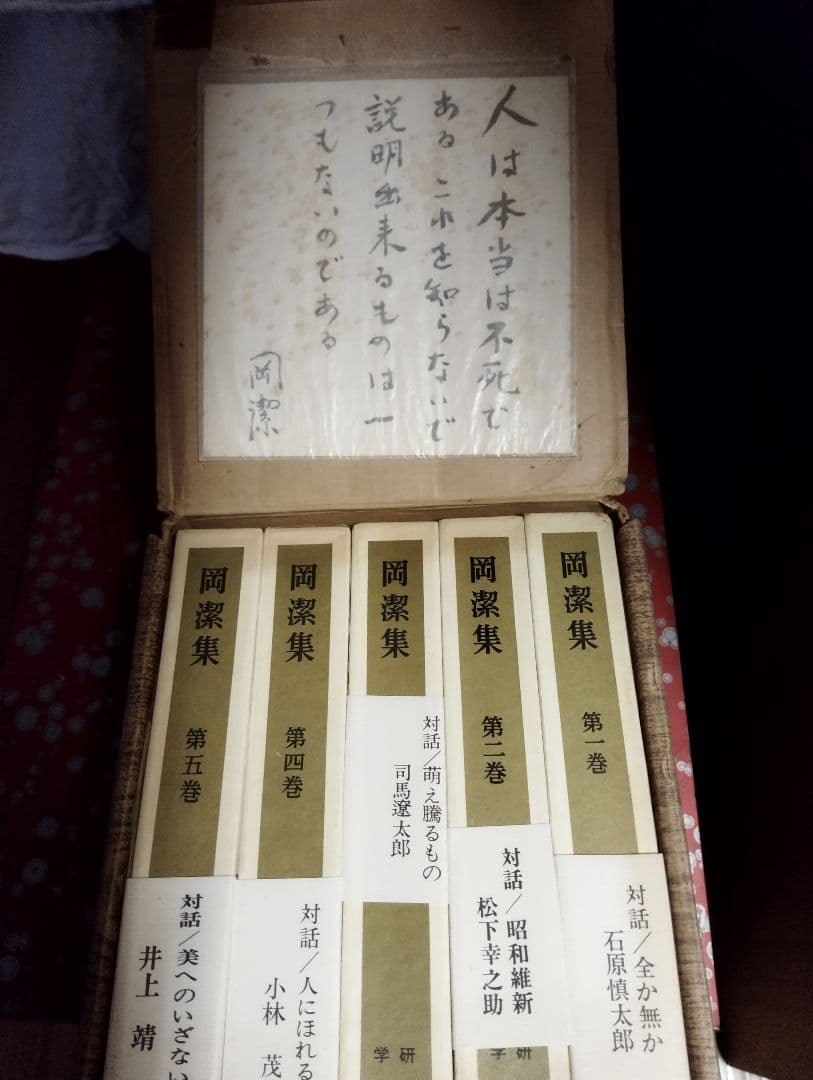 人は本当は不死で
ある これを知らないで
説明出来るものは一
つもないのである
岡潔
岡潔集
第一巻
対話/全か無か
石原慎太郎
岡潔集
第二巻
対話/昭和維新
松下幸之助
学研
岡潔集
対話/萌え騰るもの
司馬遼太郎
学研
岡潔集
第四巻
対話/人にほれる
小林 茂
岡潔集
第五巻
対話/美へのいざない
井上 靖